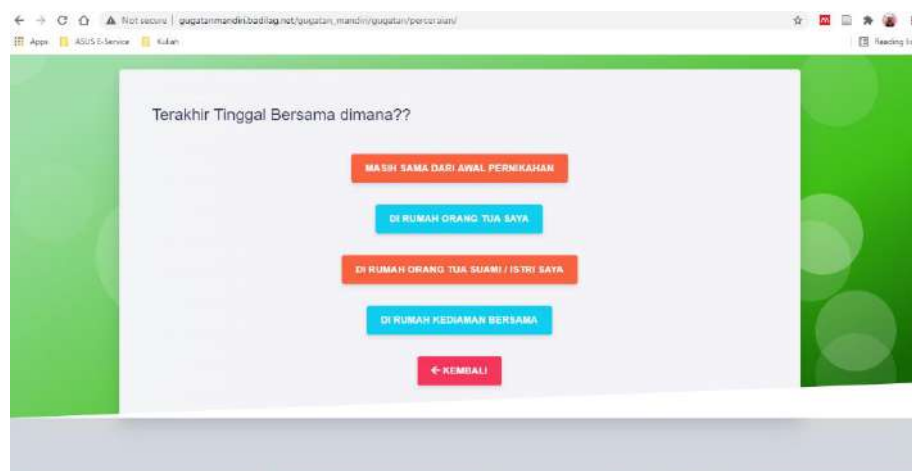 Not secure | gugatanmandiri.badilag.net/gugatan_mandiri/gugatan/perceraian/
Apps ASUS E-Service Kuliah Reading
Terakhir Tinggal Bersama dimana??
MASIH SAMA DARI AWAL PERNIKAHAN
DI RUMAH ORANG TUA SAYA
DI RUMAH ORANG TUA SUAMI / ISTRI SAYA
DI RUMAH KEDIAMAN BERSAMA
← KEMBALI